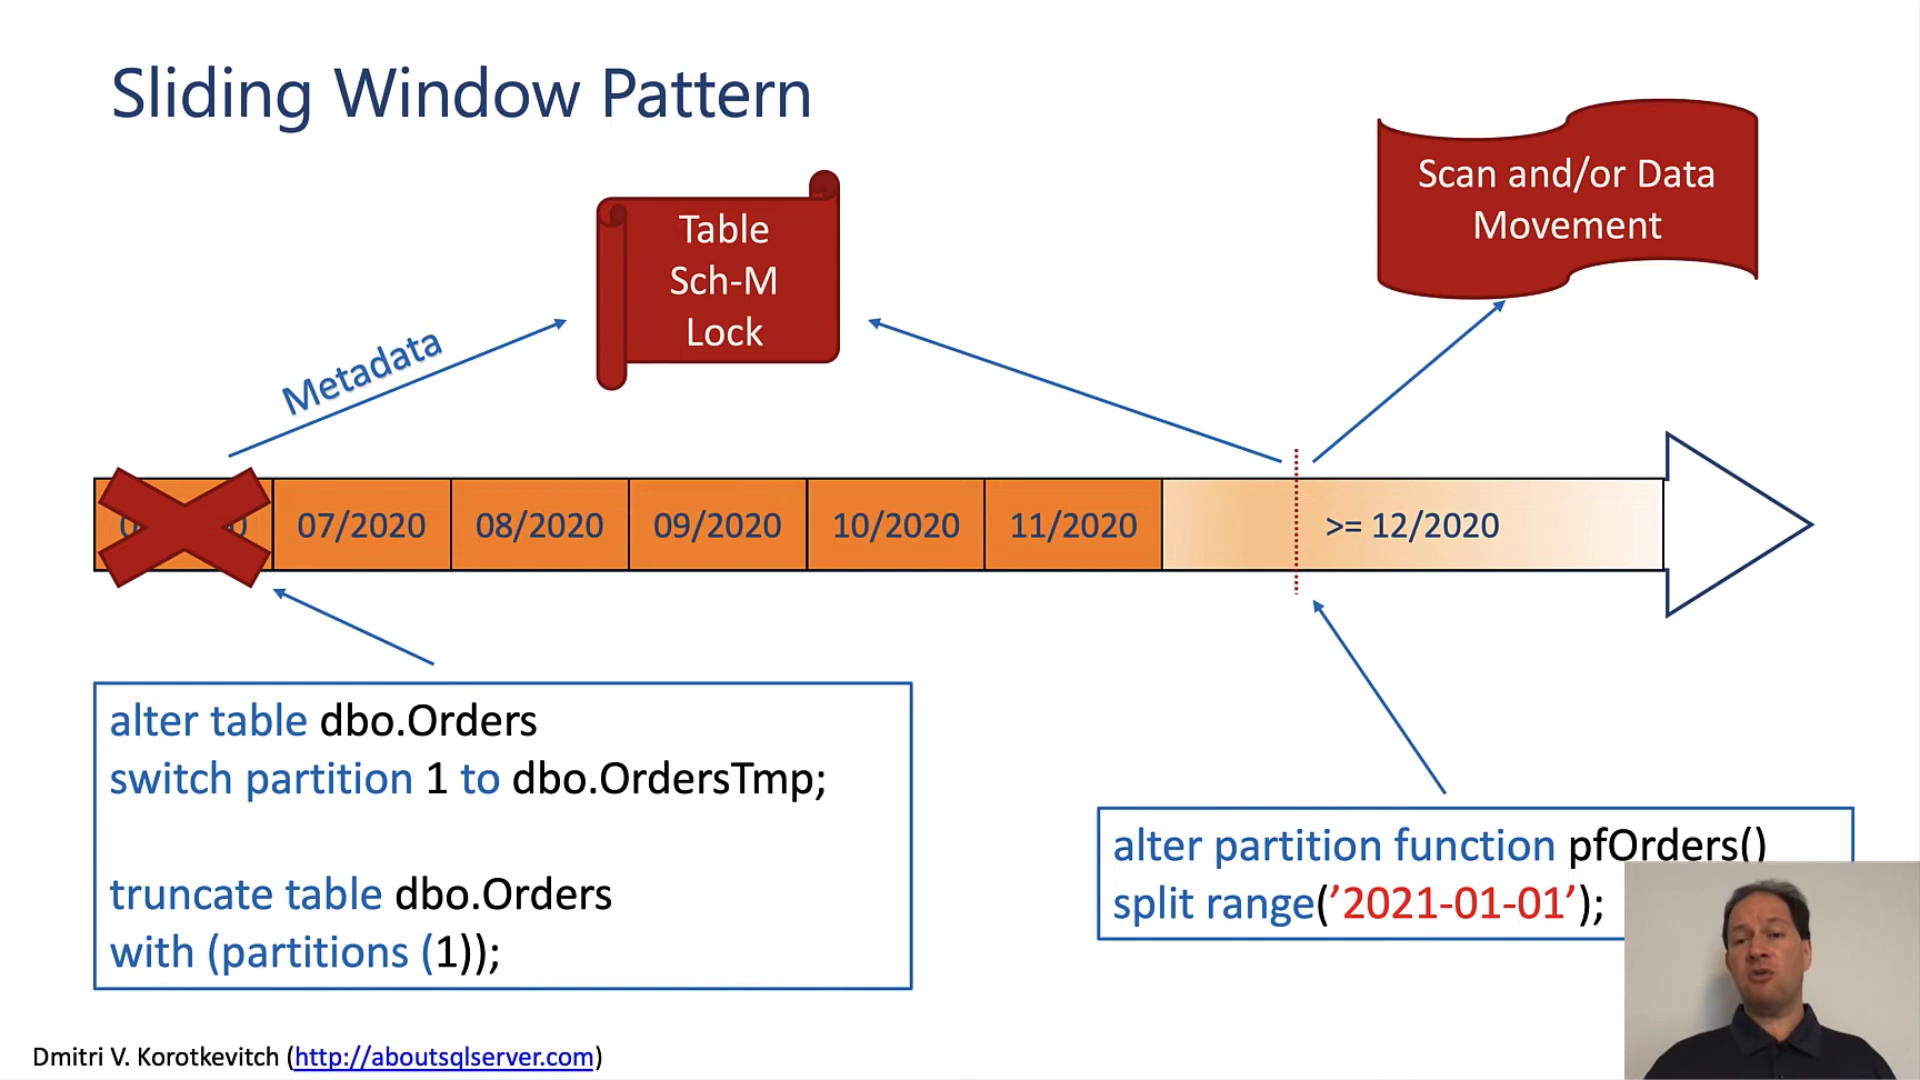 Sliding Window Pattern
Table
Sch-M
Lock
Scan and/or Data
Movement
Metadata
07/2020
08/2020
09/2020
10/2020
11/2020
>= 12/2020
alter table dbo.Orders
switch partition 1 to dbo.OrdersTmp;
truncate table dbo.Orders
with (partitions (1));
alter partition function pfOrders()
split range(’2021-01-01’);
Dmitri V. Korotkevitch (http://aboutsqlserver.com)